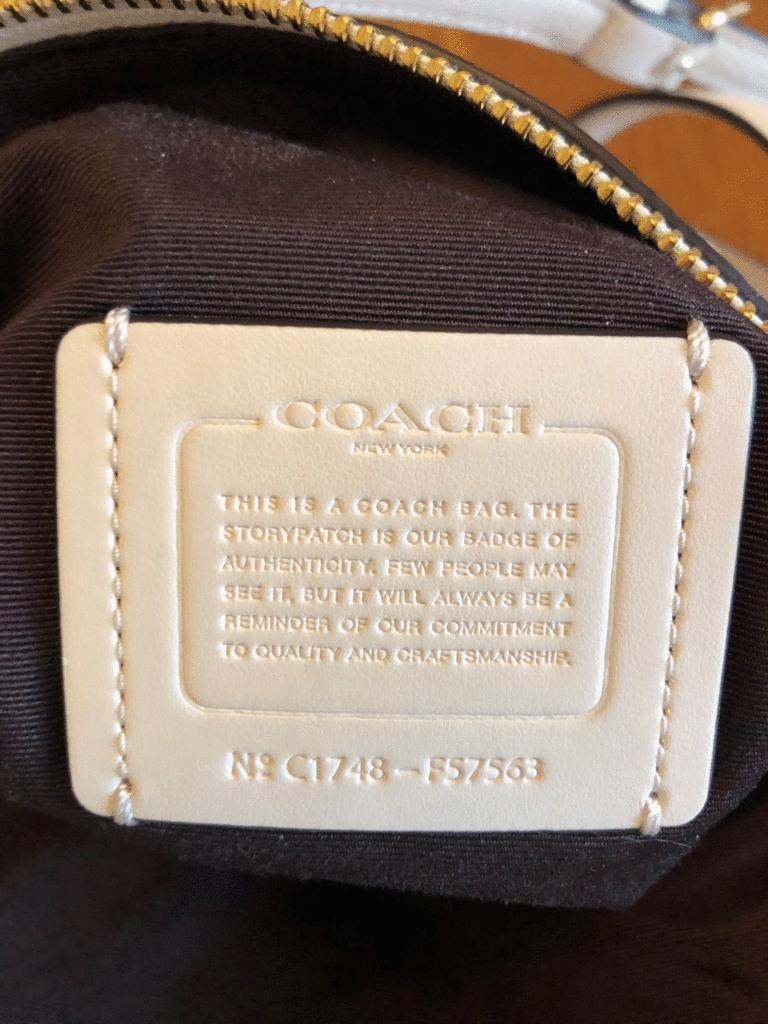 COACH
NEW YORK
THIS IS A COACH BAG. THE
STORYPATCH IS OUR BADGE OF
AUTHENTICITY. FEW PEOPLE MAY
SEE IT, BUT IT WILL ALWAYS BE A
REMINDER OF OUR COMMITMENT
TO QUALITY AND CRAFTSMANSHIP.
Nº C1748 – F57563